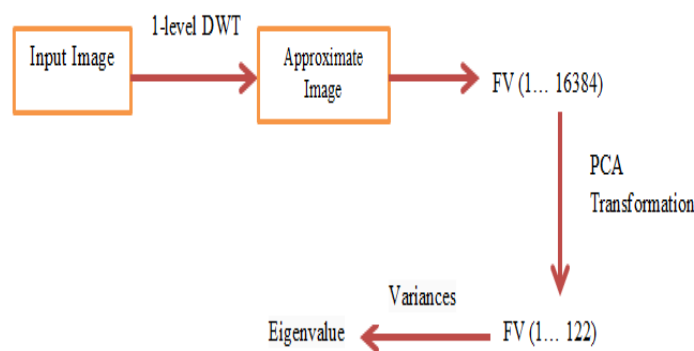 1-level DWT
Input Image
Approximate
Image
FV (1... 16384)
PCA
Transformation
Variances
Eigenvalue
FV (1... 122)